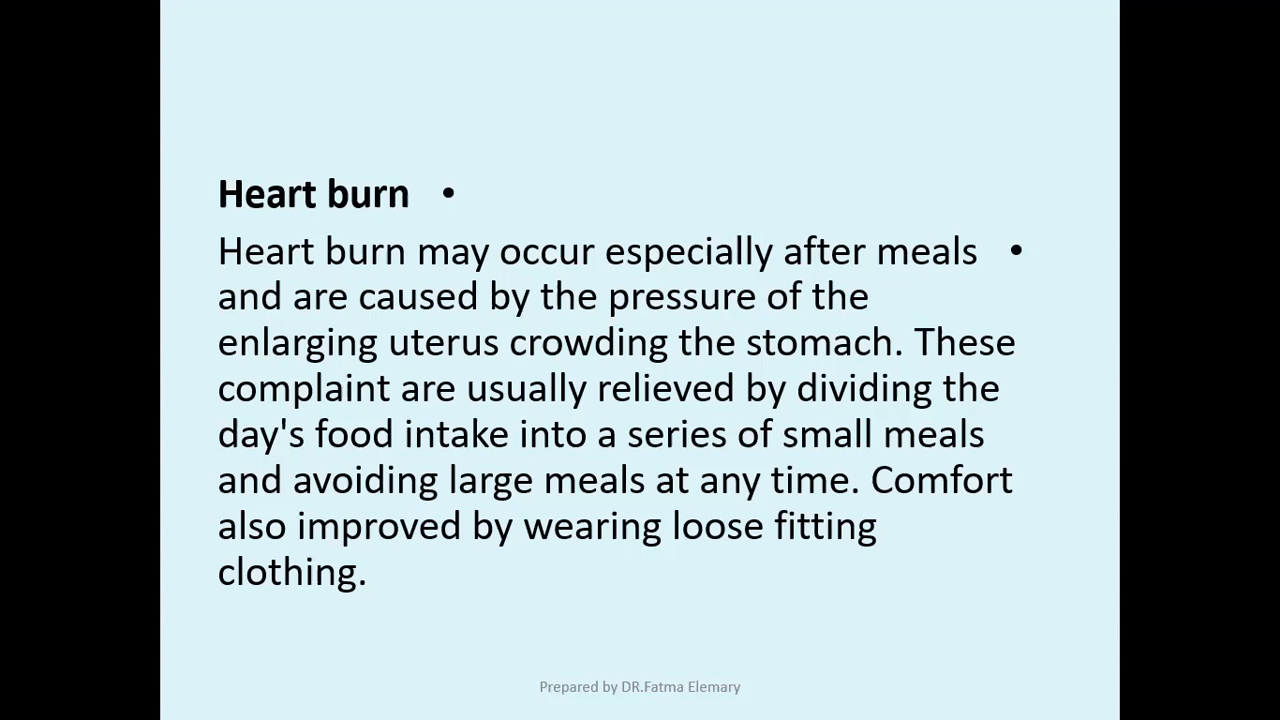 Heart burn •
Heart burn may occur especially after meals •
and are caused by the pressure of the
enlarging uterus crowding the stomach. These
complaint are usually relieved by dividing the
day's food intake into a series of small meals
and avoiding large meals at any time. Comfort
also improved by wearing loose fitting
clothing.
Prepared by DR.Fatma Elemary